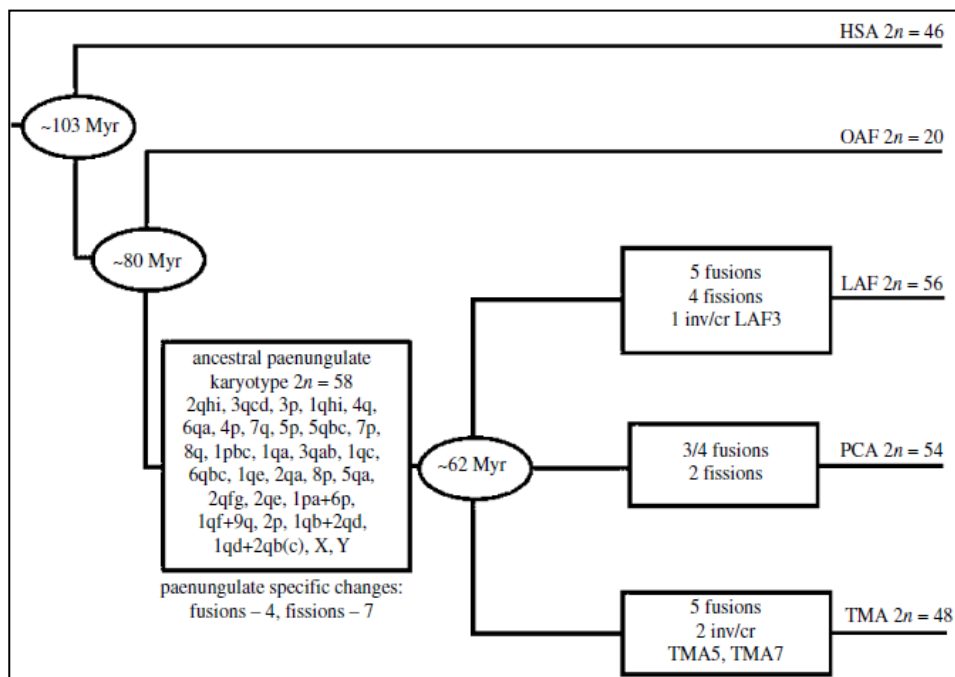 HSA 2n = 46
~103 Myr
OAF 2n = 20
~80 Myr
ancestral paenungulate
karyotype 2n = 58
2qhi, 3qcd, 3p, 1qhi, 4q,
6qa, 4p, 7q, 5p, 5qbc, 7p,
8q, 1pbc, 1qa, 3qab, 1qc,
6qbc, 1qe, 2qa, 8p, 5qa,
2qfg, 2qe, 1pa+6p,
1qf+9q, 2p, 1qb+2qd,
1qd+2qb(c), X, Y
paenungulate specific changes:
fusions – 4, fissions – 7
~62 Myr
5 fusions
4 fissions
1 inv/cr LAF3
LAF 2n = 56
3/4 fusions
2 fissions
PCA 2n = 54
5 fusions
2 inv/cr
TMA5, TMA7
TMA 2n = 48